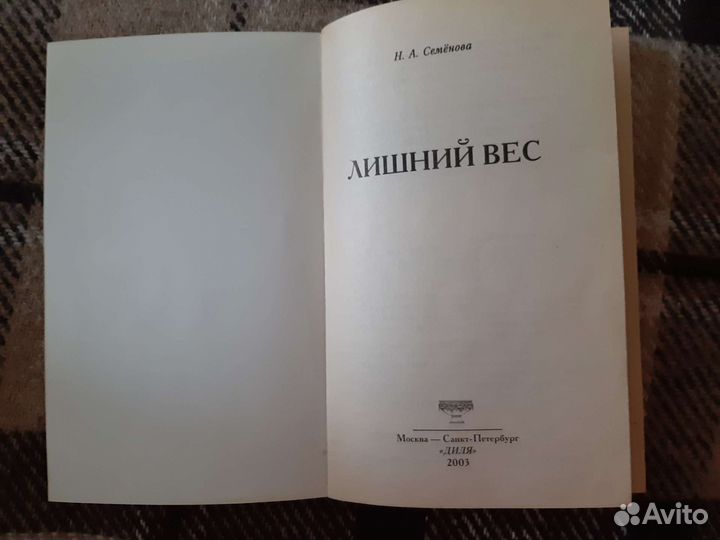 Н. А. Семёнова
ЛИШНИЙ ВЕС
Москва — Санкт-Петербург
«ДИЛЯ»
2003
Avito